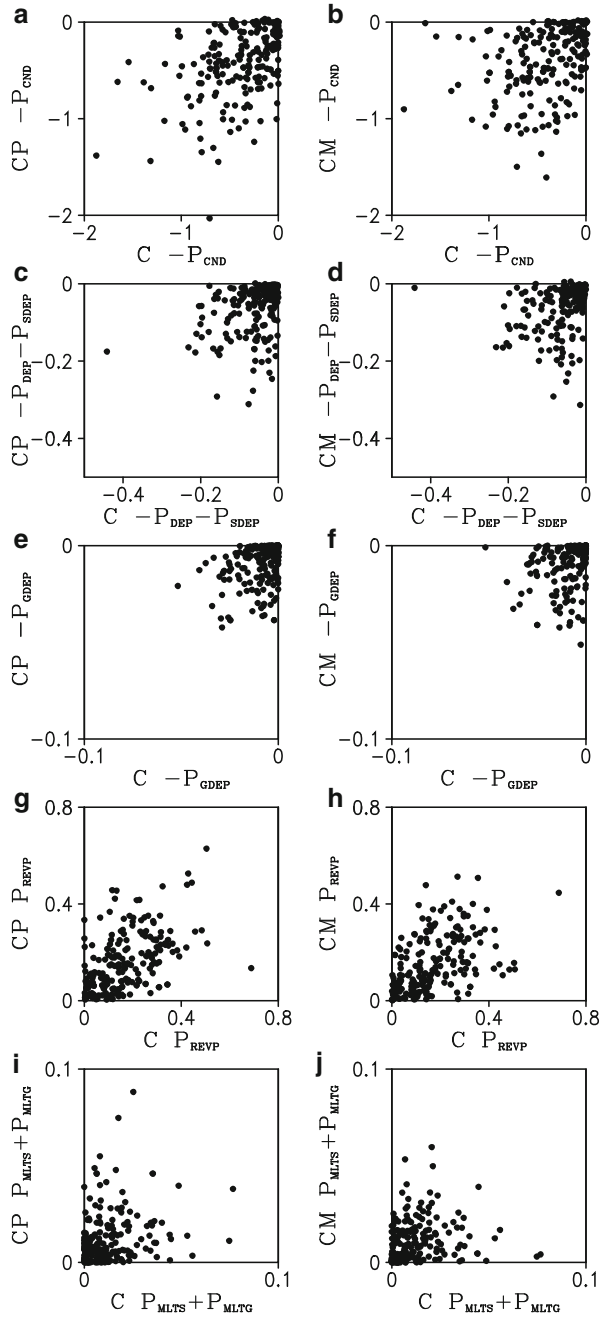 a
b
0
−1
−2
CP −P_CND
−2 −1 0
C −P_CND
0
−1
−2
CM −P_CND
−2 −1 0
C −P_CND
c
d
0
−0.2
−0.4
CP −P_DEP−P_SDEP
−0.4 −0.2 0
C −P_DEP−P_SDEP
0
−0.2
−0.4
CM −P_DEP−P_SDEP
−0.4 −0.2 0
C −P_DEP−P_SDEP
e
f
0
−0.1
CP −P_GDEP
−0.1 0
C −P_GDEP
0
−0.1
CM −P_GDEP
−0.1 0
C −P_GDEP
g
h
0.8
0.4
0
CP P_REVP
0 0.4 0.8
C P_REVP
0.8
0.4
0
CM P_REVP
0 0.4 0.8
C P_REVP
i
j
0.1
0
CP P_MLTS+P_MLTG
0 0.1
C P_MLTS+P_MLTG
0.1
0
CM P_MLTS+P_MLTG
0 0.1
C P_MLTS+P_MLTG